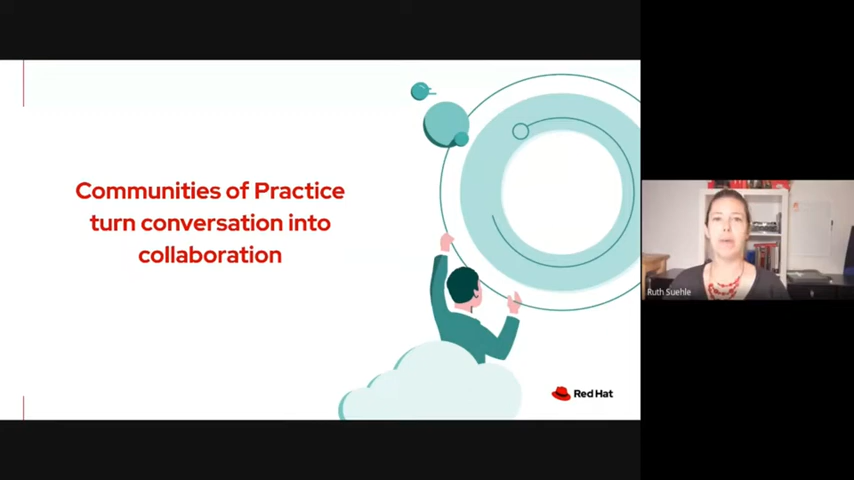 Communities of Practice
turn conversation into
collaboration
Red Hat
Ruth Suehle